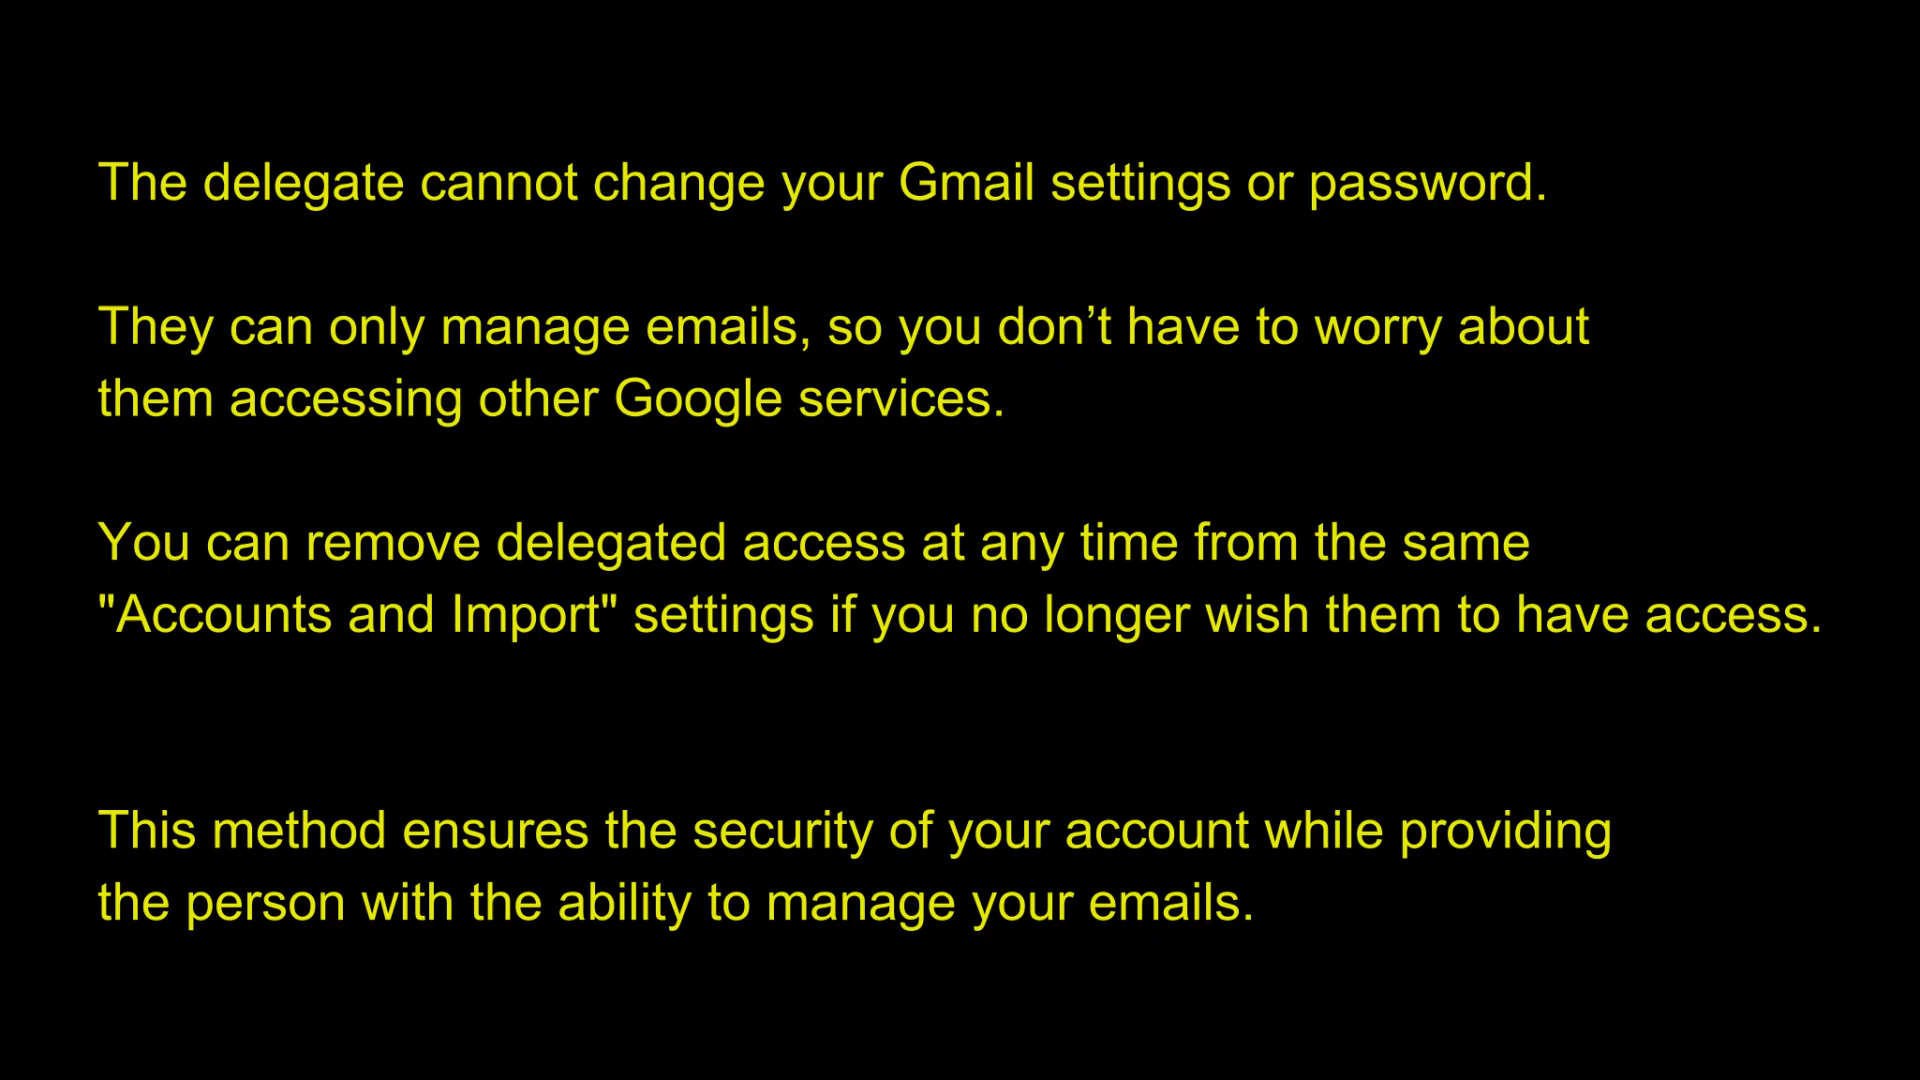 The delegate cannot change your Gmail settings or password.
They can only manage emails, so you don’t have to worry about
them accessing other Google services.
You can remove delegated access at any time from the same
"Accounts and Import" settings if you no longer wish them to have access.
This method ensures the security of your account while providing
the person with the ability to manage your emails.